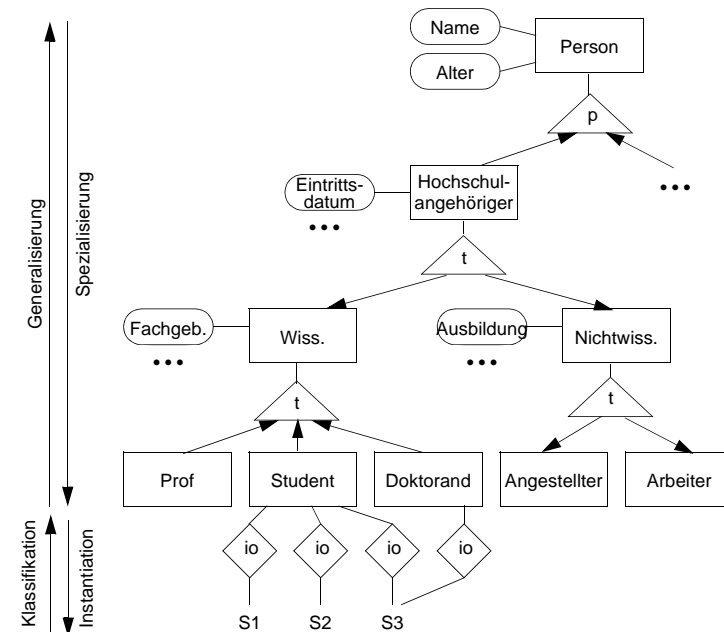 Name
Person
Alter
p
Eintritts-
datum
•••
Hochschul-
angehöriger
•••
t
Generalisierung
Spezialisierung
Fachgeb.
•••
Wiss.
Ausbildung
•••
Nichtwiss.
t
t
Prof
Student
Doktorand
Angestellter
Arbeiter
Klassifikation
Instantiation
io
io
io
io
S1
S2
S3